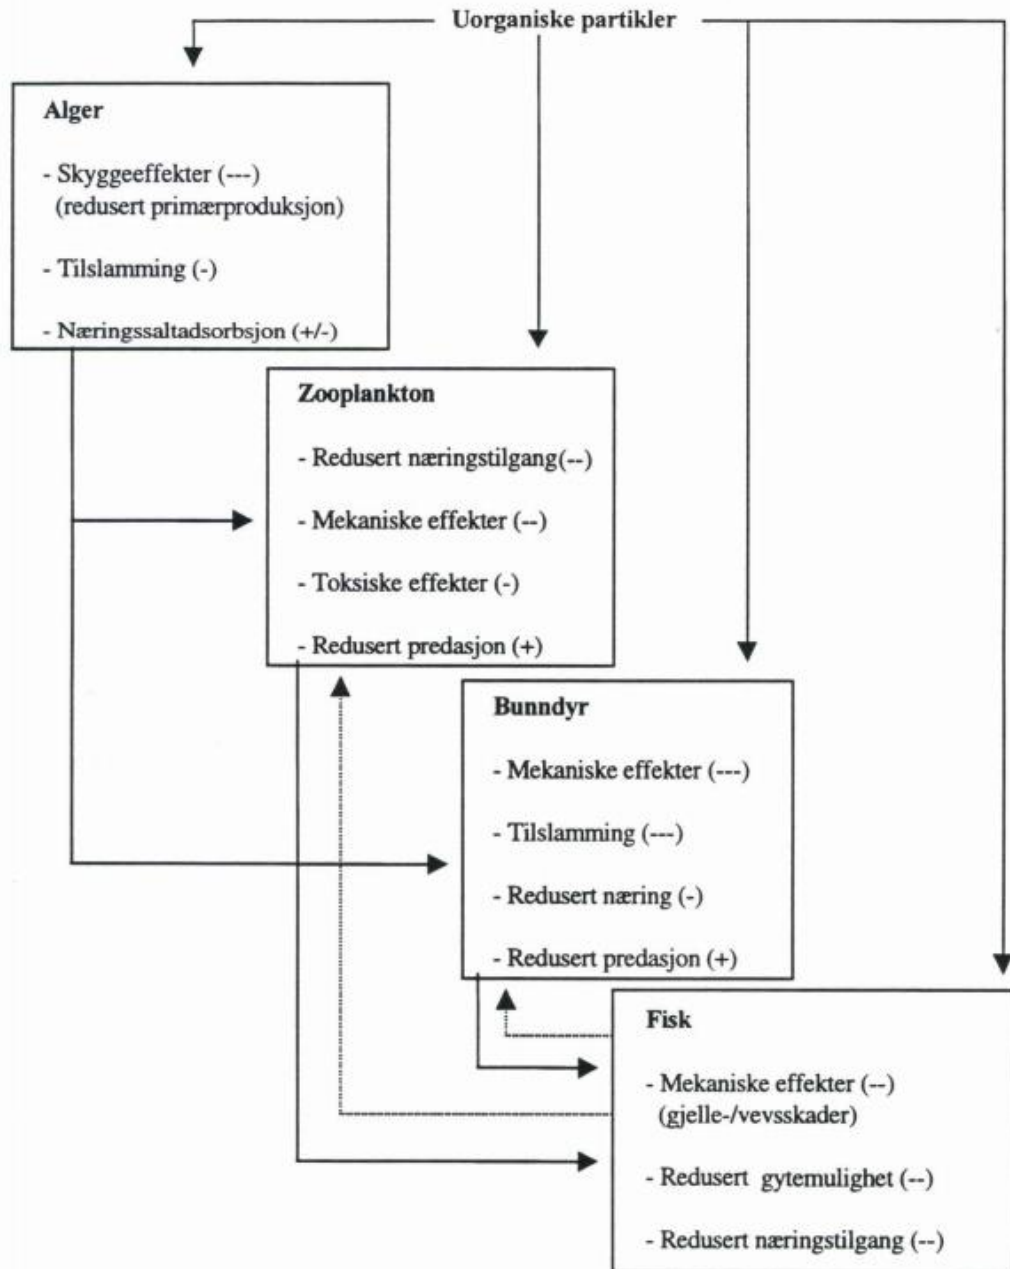 Uorganiske partikler
Alger
- Skyggeeffekter (---)
(redusert primærproduksjon)
- Tilslamming (-)
- Næringssaltadsorbsjon (+/-)
Zooplankton
- Redusert næringstilgang(--)
- Mekaniske effekter (--)
- Toksiske effekter (-)
- Redusert predasjon (+)
Bunndyr
- Mekaniske effekter (---)
- Tilslamming (---)
- Redusert næring (-)
- Redusert predasjon (+)
Fisk
- Mekaniske effekter (--)
(gjelle-/vevsskader)
- Redusert gytemulighet (--)
- Redusert næringstilgang (--)